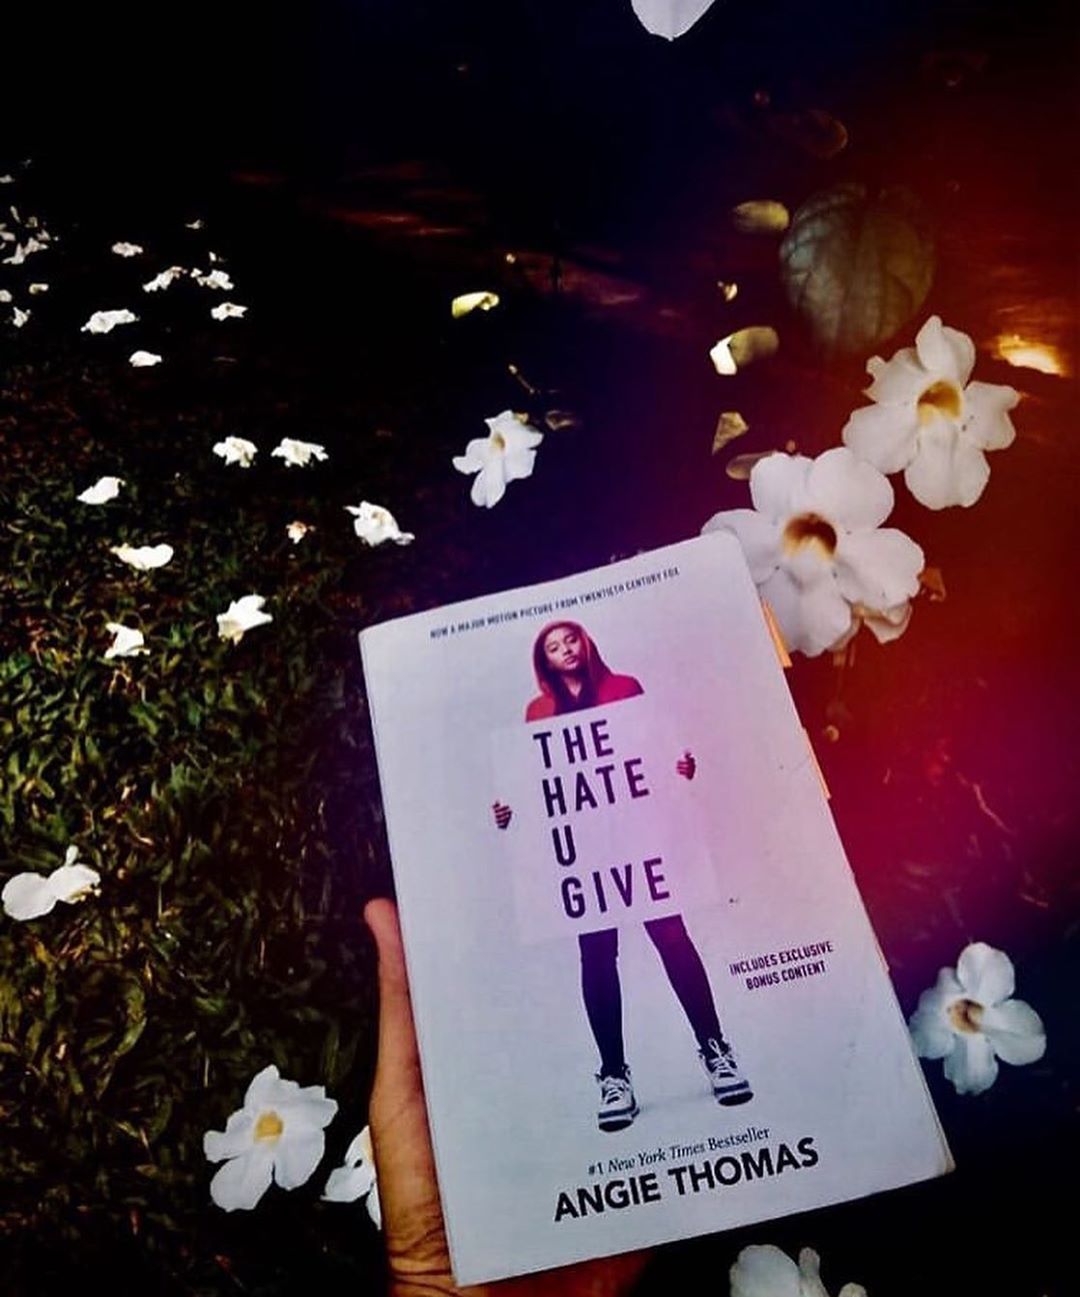 NOW A MAJOR MOTION PICTURE FROM TWENTIETH CENTURY FOX
THE
HATE
U
GIVE
INCLUDES EXCLUSIVE
BONUS CONTENT
#1 New York Times Bestseller
ANGIE THOMAS